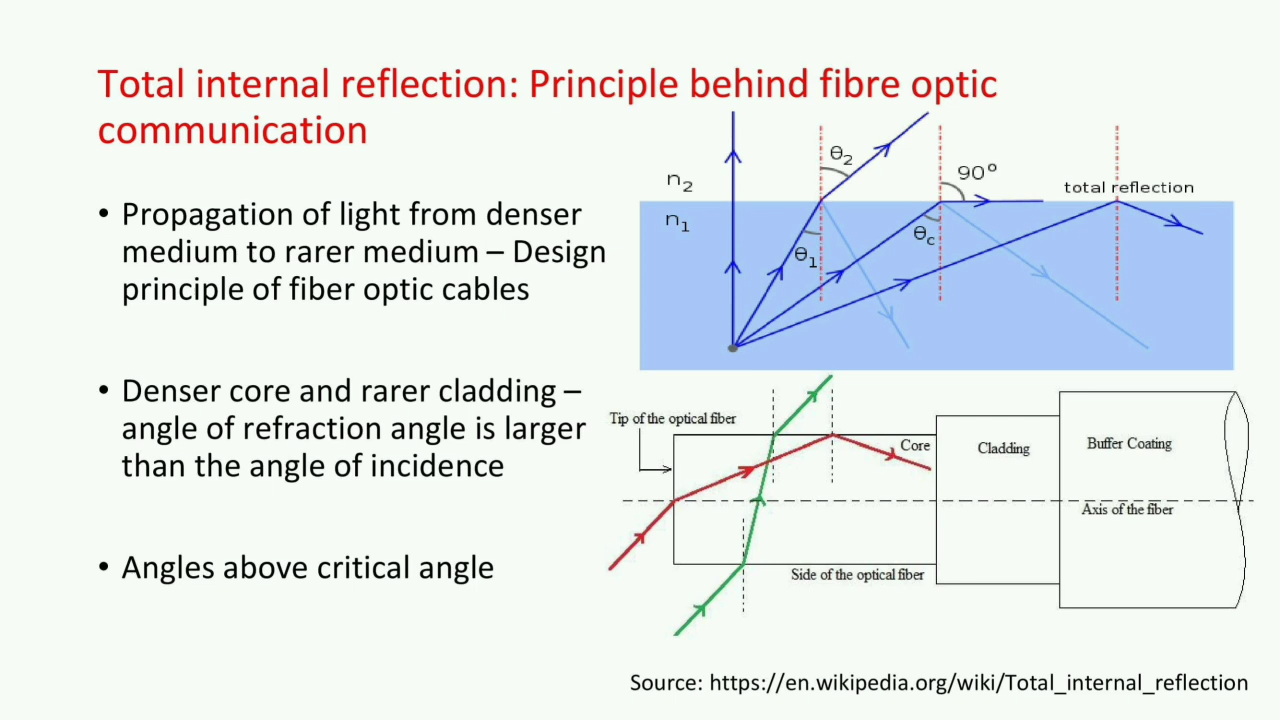 Total internal reflection: Principle behind fibre optic
communication
• Propagation of light from denser
medium to rarer medium – Design
principle of fiber optic cables
• Denser core and rarer cladding –
angle of refraction angle is larger
than the angle of incidence
• Angles above critical angle
n₂
n₁
θ₂
θ₁
90°
θc
total reflection
Tip of the optical fiber
Core
Cladding
Buffer Coating
Axis of the fiber
Side of the optical fiber
Source: https://en.wikipedia.org/wiki/Total_internal_reflection